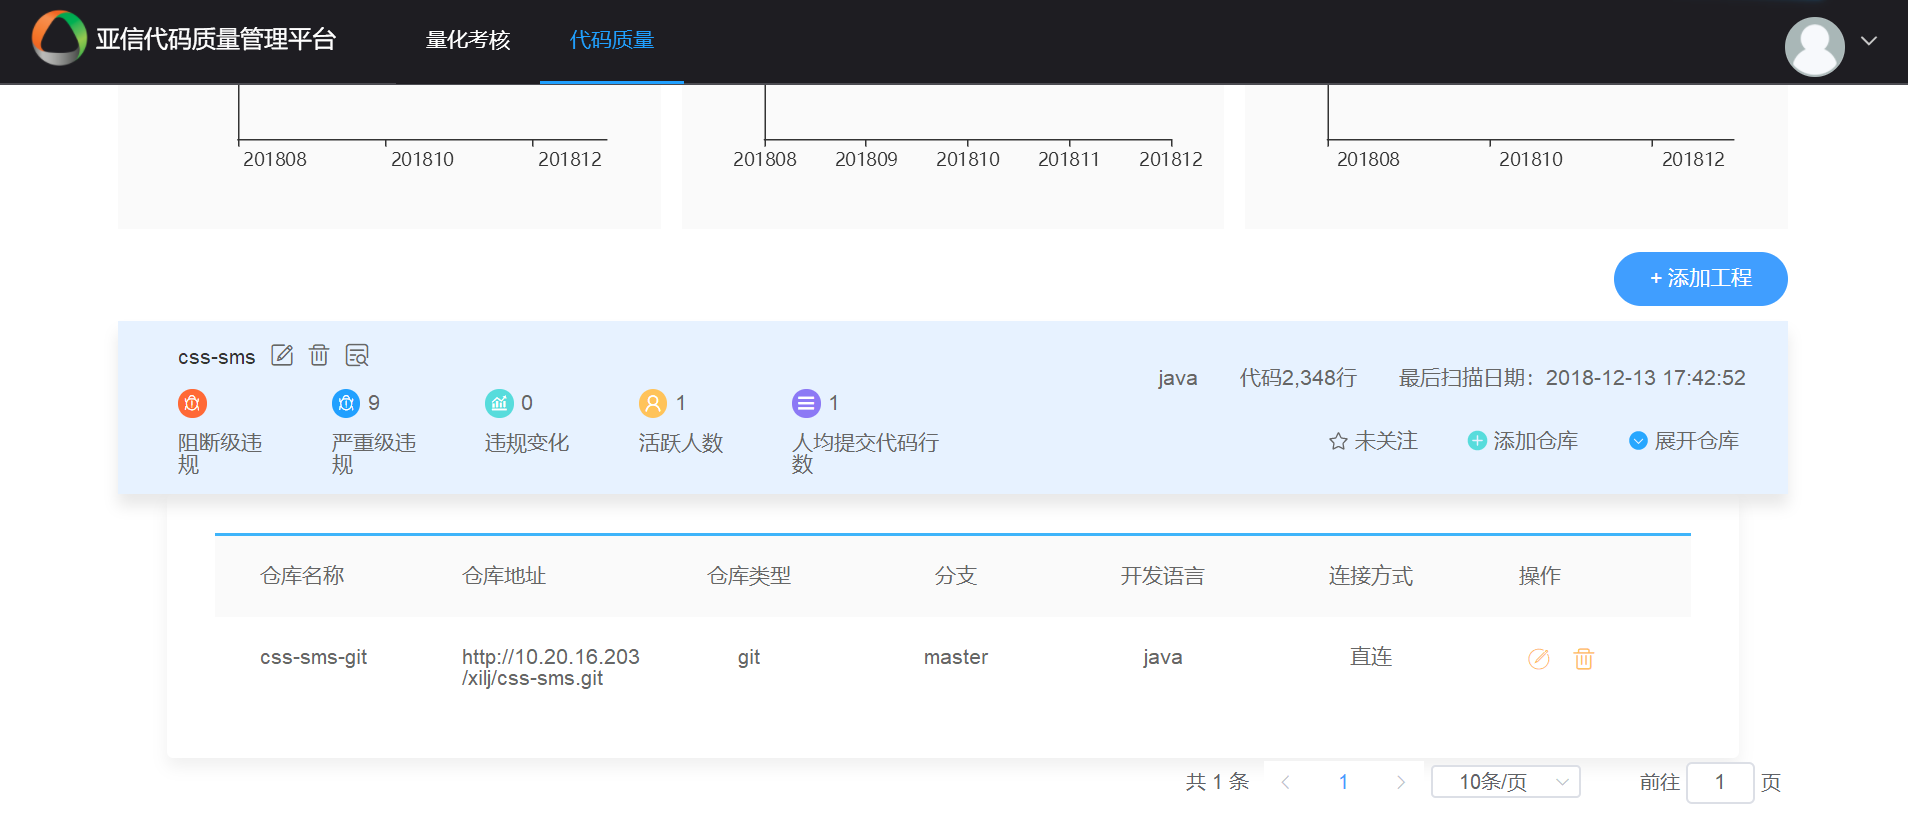 亚信代码质量管理平台 量化考核 代码质量
201808 201810 201812 201808 201809 201810 201811 201812 201808 201810 201812
+ 添加工程
css-sms
java 代码2,348行 最后扫描日期：2018-12-13 17:42:52
9 0 1 1
阻断级违规 严重级违规 违规变化 活跃人数 人均提交代码行数
未关注 添加仓库 展开仓库
仓库名称 仓库地址 仓库类型 分支 开发语言 连接方式 操作
css-sms-git http://10.20.16.203 git master java 直连
/xilj/css-sms.git
共 1 条 1 10条/页 前往 1 页